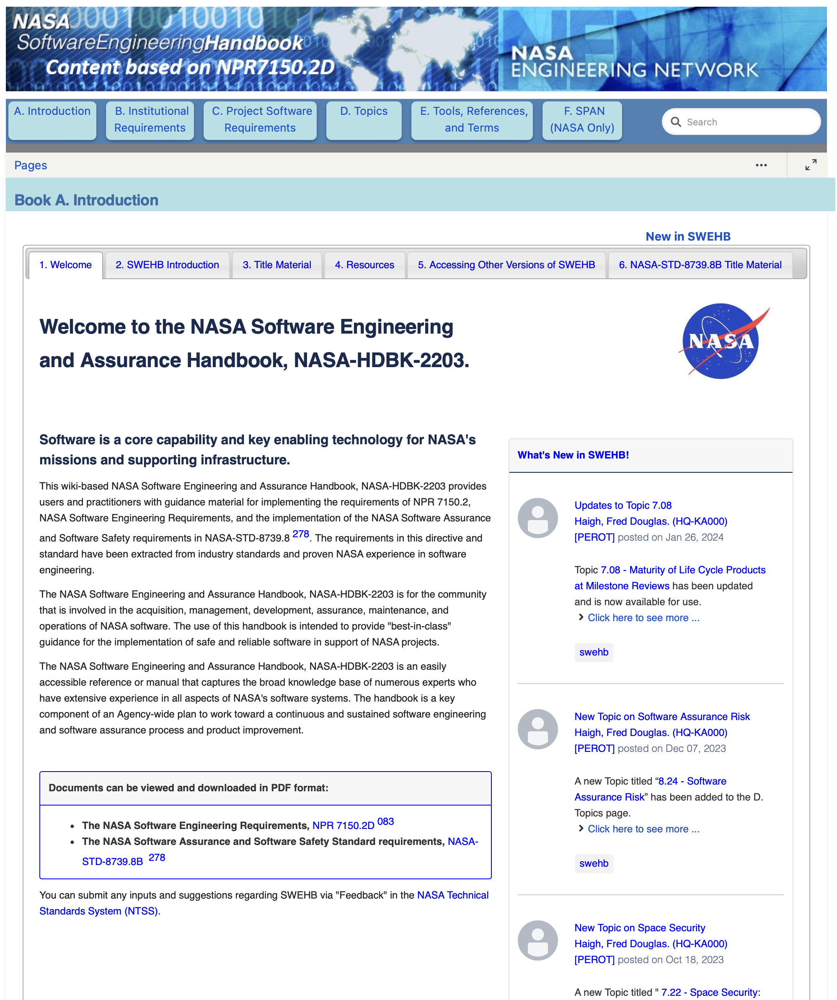 NASA
SoftwareEngineeringHandbook
Content based on NPR7150.2D
NASA
ENGINEERING NETWORK
A. Introduction
B. Institutional
Requirements
C. Project Software
Requirements
D. Topics
E. Tools, References,
and Terms
F. SPAN
(NASA Only)
Search
Pages
Book A. Introduction
New in SWEHB
1. Welcome
2. SWEHB Introduction
3. Title Material
4. Resources
5. Accessing Other Versions of SWEHB
6. NASA-STD-8739.8B Title Material
Welcome to the NASA Software Engineering
and Assurance Handbook, NASA-HDBK-2203.
NASA
Software is a core capability and key enabling technology for NASA's
missions and supporting infrastructure.
This wiki-based NASA Software Engineering and Assurance Handbook, NASA-HDBK-2203 provides
users and practitioners with guidance material for implementing the requirements of NPR 7150.2,
NASA Software Engineering Requirements, and the implementation of the NASA Software Assurance
and Software Safety requirements in NASA-STD-8739.8 278. The requirements in this directive and
standard have been extracted from industry standards and proven NASA experience in software
engineering.
The NASA Software Engineering and Assurance Handbook, NASA-HDBK-2203 is for the community
that is involved in the acquisition, management, development, assurance, maintenance, and
operations of NASA software. The use of this handbook is intended to provide "best-in-class"
guidance for the implementation of safe and reliable software in support of NASA projects.
The NASA Software Engineering and Assurance Handbook, NASA-HDBK-2203 is an easily
accessible reference or manual that captures the broad knowledge base of numerous experts who
have extensive experience in all aspects of NASA's software systems. The handbook is a key
component of an Agency-wide plan to work toward a continuous and sustained software engineering
and software assurance process and product improvement.
Documents can be viewed and downloaded in PDF format:
• The NASA Software Engineering Requirements, NPR 7150.2D 083
• The NASA Software Assurance and Software Safety Standard requirements, NASA-
STD-8739.8B 278
You can submit any inputs and suggestions regarding SWEHB via "Feedback" in the NASA Technical
Standards System (NTSS).
What's New in SWEHB!
Updates to Topic 7.08
Haigh, Fred Douglas. (HQ-KA000)
[PEROT] posted on Jan 26, 2024
Topic 7.08 - Maturity of Life Cycle Products
at Milestone Reviews has been updated
and is now available for use.
Click here to see more ...
swehb
New Topic on Software Assurance Risk
Haigh, Fred Douglas. (HQ-KA000)
[PEROT] posted on Dec 07, 2023
A new Topic titled “8.24 - Software
Assurance Risk” has been added to the D.
Topics page.
Click here to see more ...
swehb
New Topic on Space Security
Haigh, Fred Douglas. (HQ-KA000)
[PEROT] posted on Oct 18, 2023
A new Topic titled " 7.22 - Space Security: